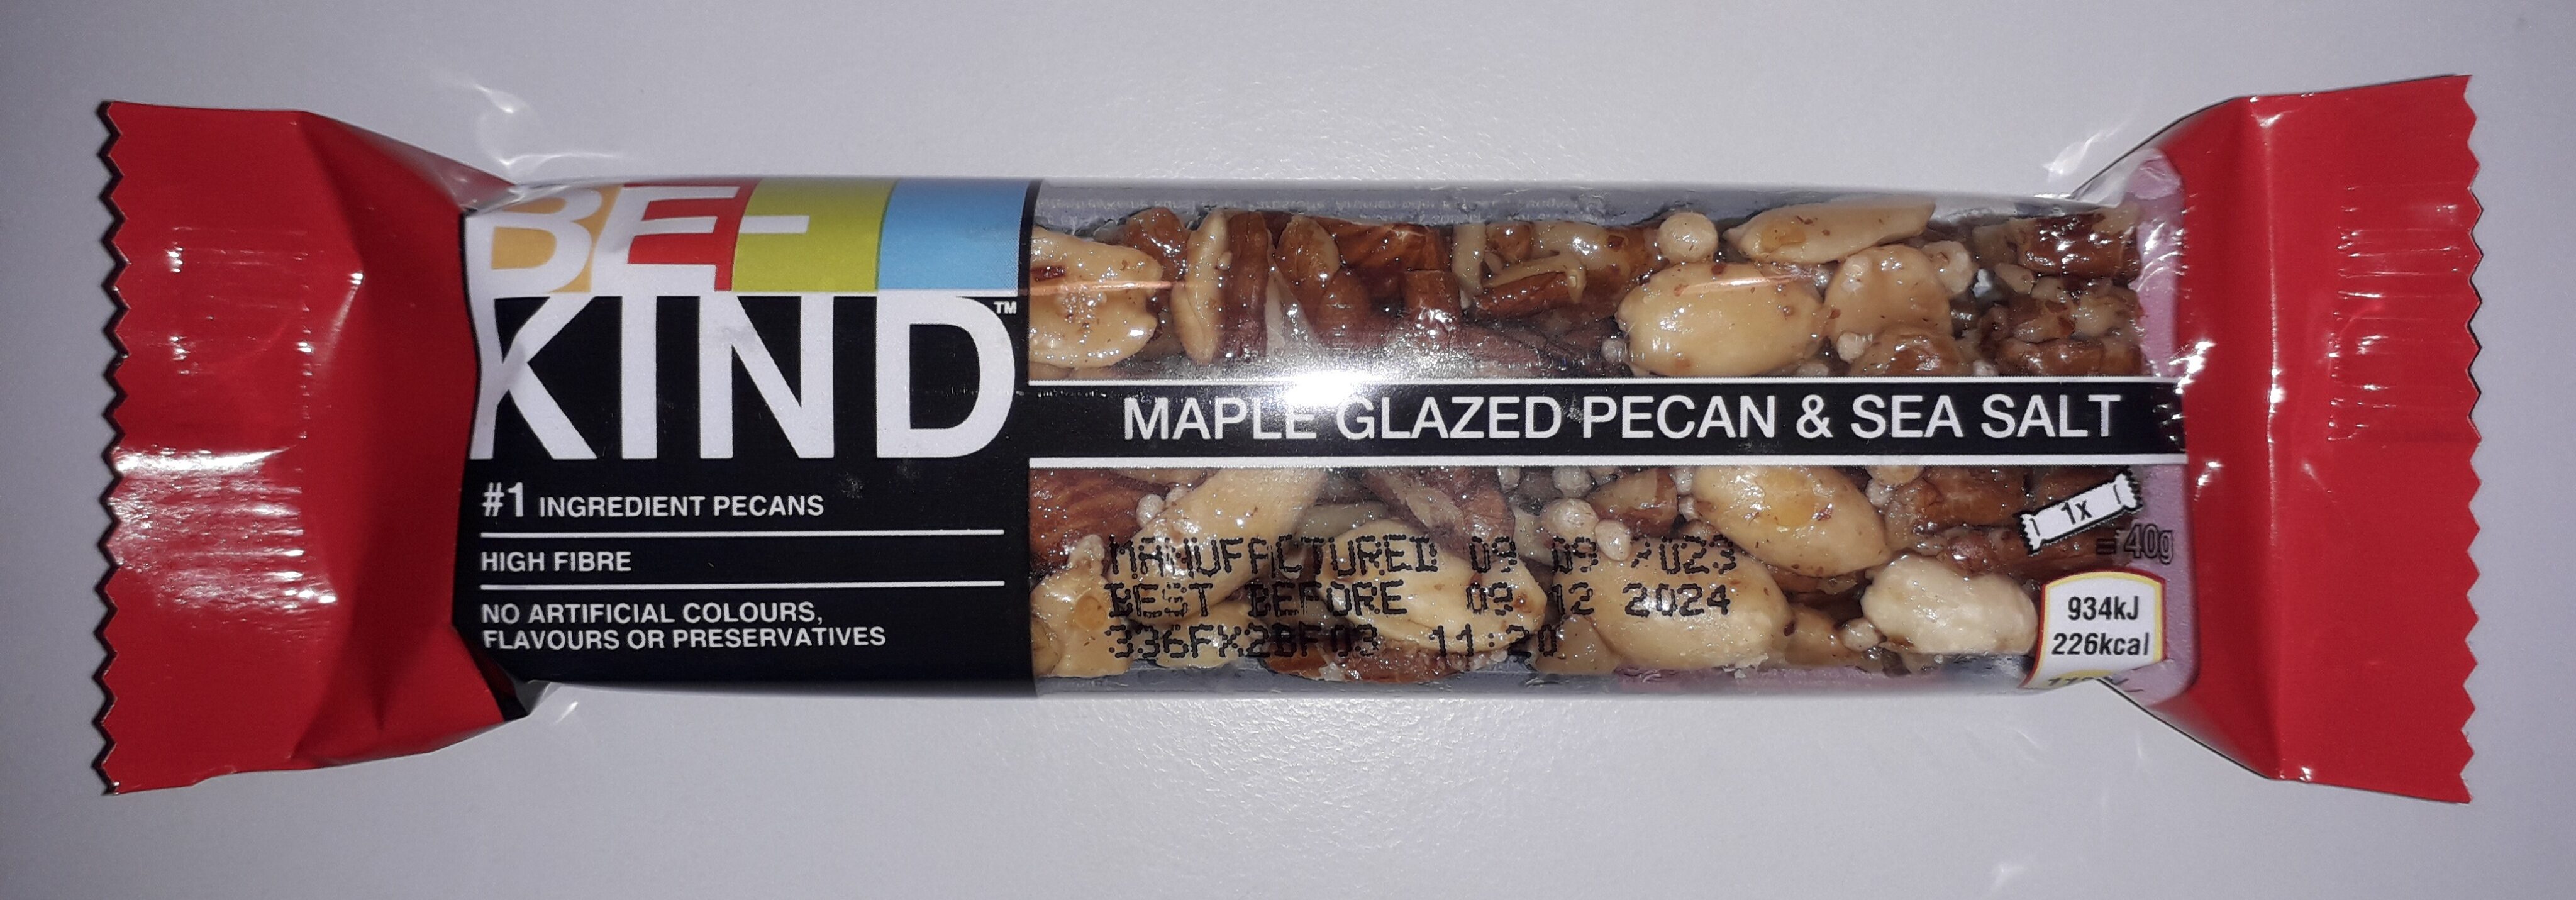 BE-
KIND™
#1 INGREDIENT PECANS
HIGH FIBRE
NO ARTIFICIAL COLOURS,
FLAVOURS OR PRESERVATIVES
MAPLE GLAZED PECAN & SEA SALT
MANUFACTURED 09 09 2023
BEST BEFORE 09 12 2024
336FX2BF03 11:20
1x
= 40g
934kJ
226kcal